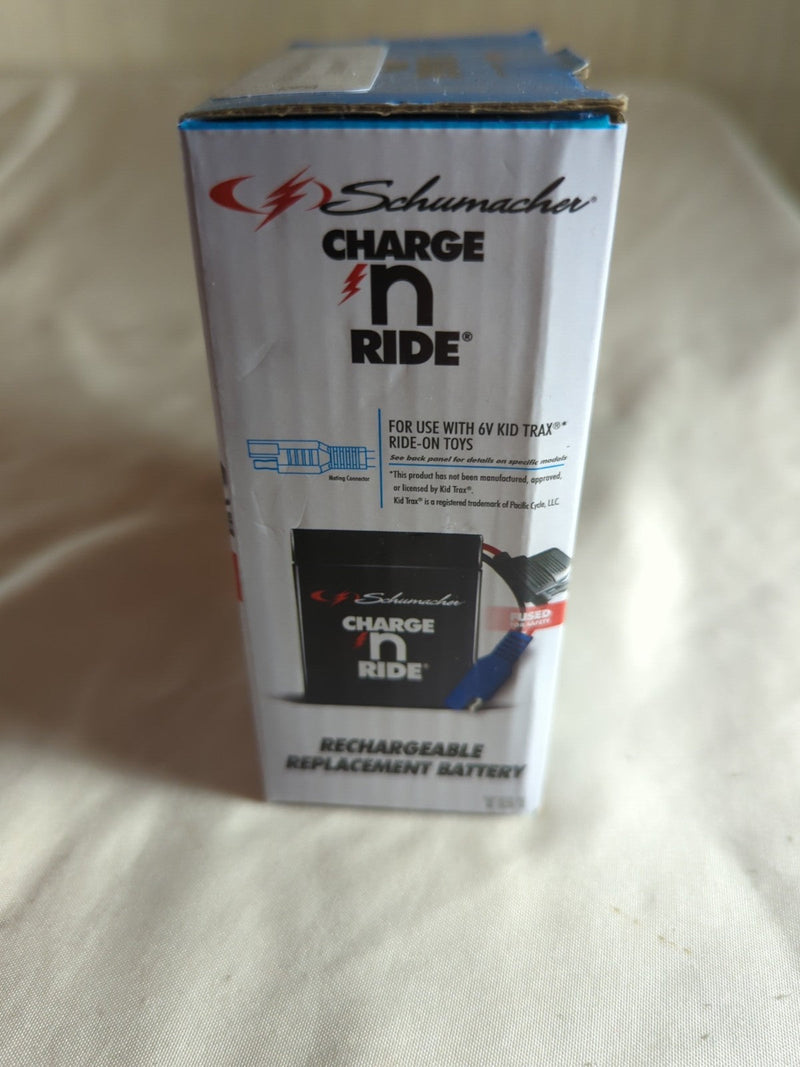 Schumacher®
CHARGE
'n
RIDE®
FOR USE WITH 6V KID TRAX®*
RIDE-ON TOYS
See back panel for details on specific models
Mating Connector
*This product has not been manufactured, approved,
or licensed by Kid Trax®.
Kid Trax® is a registered trademark of Pacific Cycle, LLC.
Schumacher
CHARGE
'n
RIDE®
FUSED
FOR SAFETY
RECHARGEABLE
REPLACEMENT BATTERY